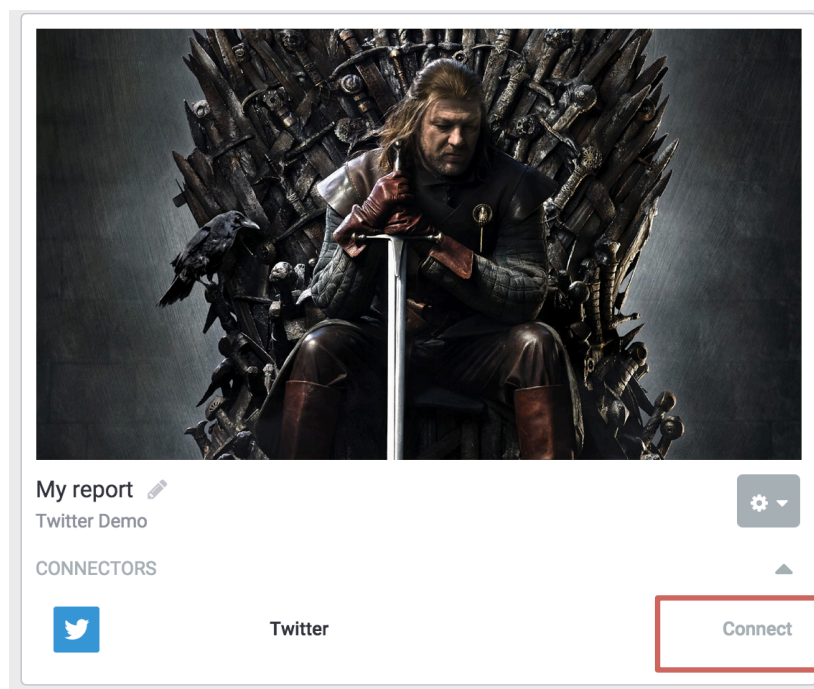 My report
Twitter Demo
CONNECTORS
Twitter
Connect